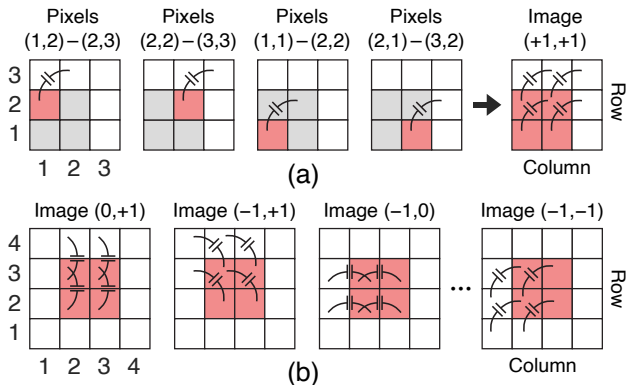 Pixels Pixels Pixels Pixels Image
(1,2)−(2,3) (2,2)−(3,3) (1,1)−(2,2) (2,1)−(3,2) (+1,+1)
3
2
1
Row
1 2 3
Column
(a)
Image (0,+1) Image (−1,+1) Image (−1,0) Image (−1,−1)
4
3
2
1
...
Row
1 2 3 4
Column
(b)